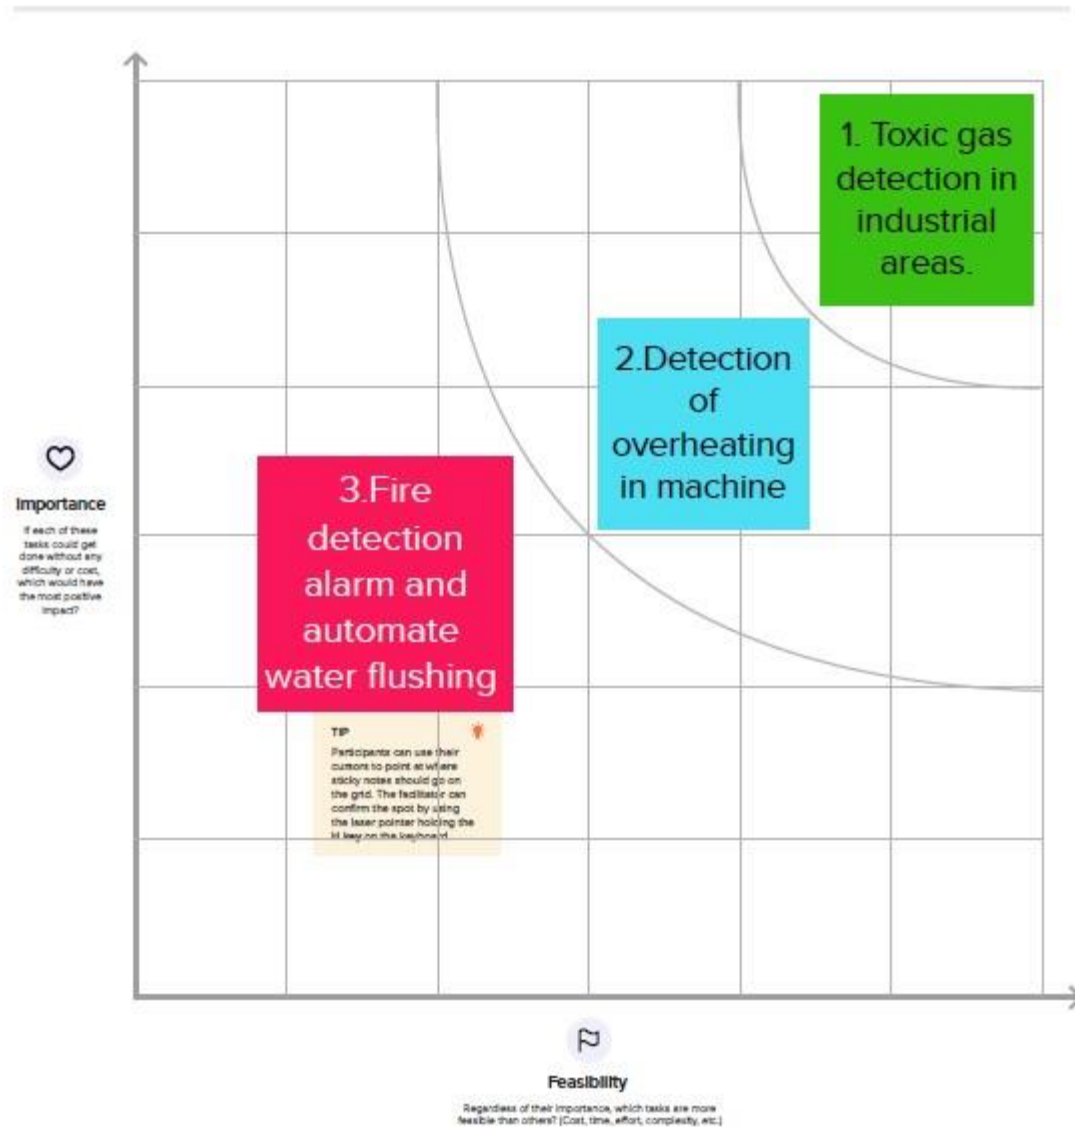 1. Toxic gas
detection in
industrial
areas.
2.Detection
of
overheating
in machine
3.Fire
detection
alarm and
automate
water flushing
Importance
If each of these
tasks could get
done without any
difficulty or cost,
which would have
the most positive
impact?
TIP
Participants can use their
cursors to point at where
sticky notes should go on
the grid. The facilitator can
confirm the spot by using
the laser pointer holding the
H key on the keyboard.
Feasibility
Regardless of their importance, which tasks are more
feasible than others? (Cost, time, effort, complexity, etc.)